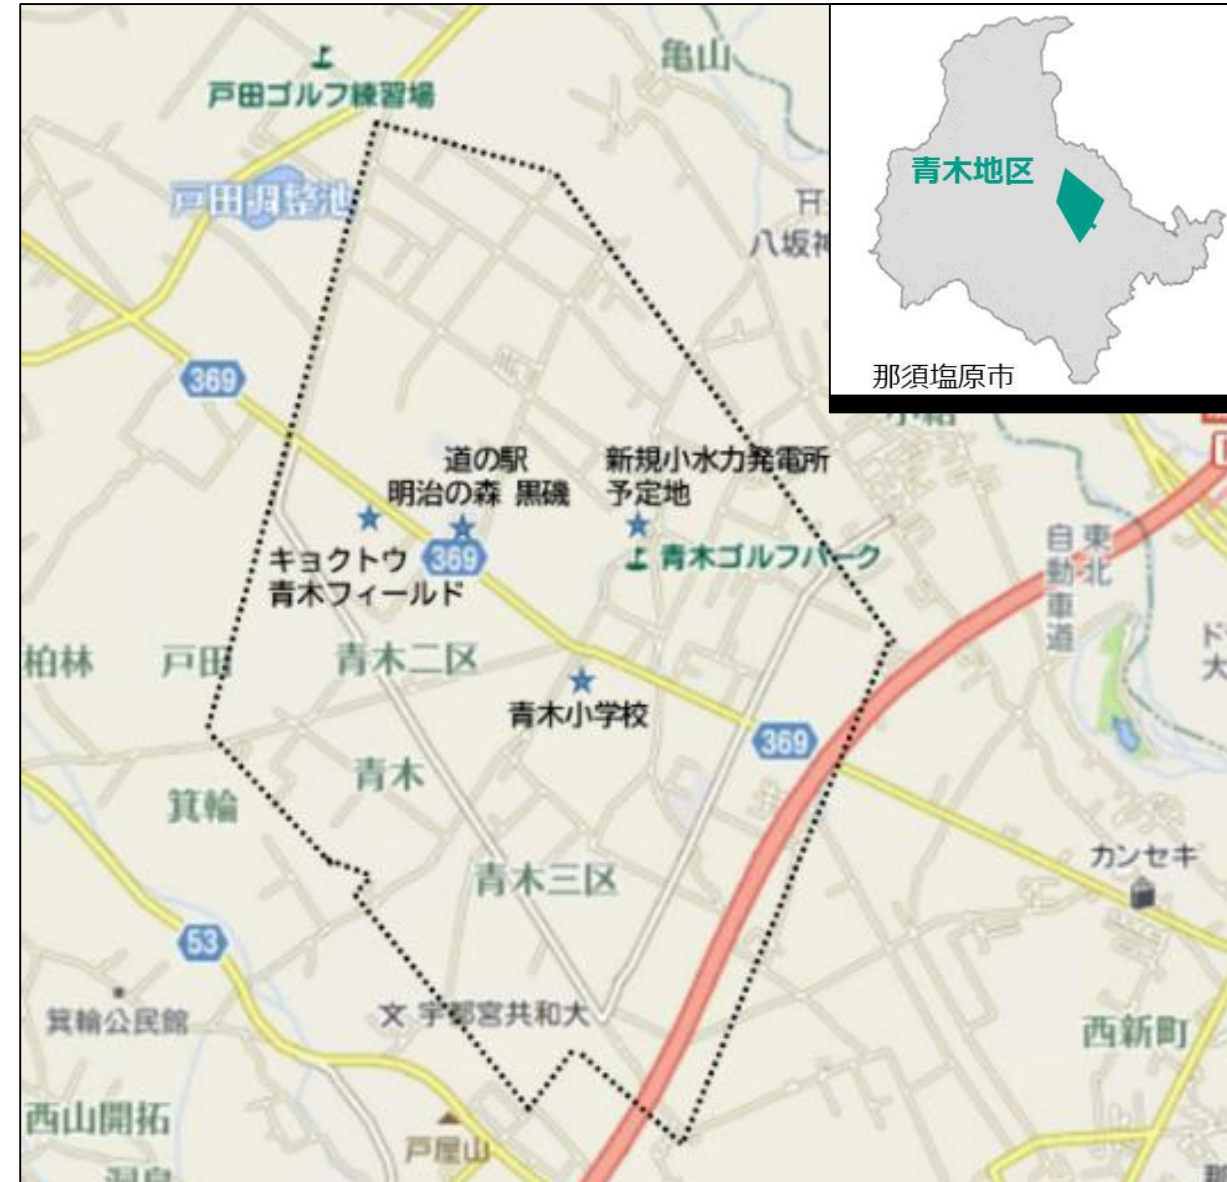 亀山
戸田ゴルフ練習場
戸田調整池
八坂神
青木地区
那須塩原市
369
道の駅
明治の森 黒磯
新規小水力発電所
予定地
キョクトウ
青木フィールド
369
青木ゴルフパーク
東北
自動車道
柏林
戸田
青木二区
青木小学校
369
青木
箕輪
青木三区
カンセキ
53
箕輪公民館
文 宇都宮共和大
西新町
西山開拓
戸屋山